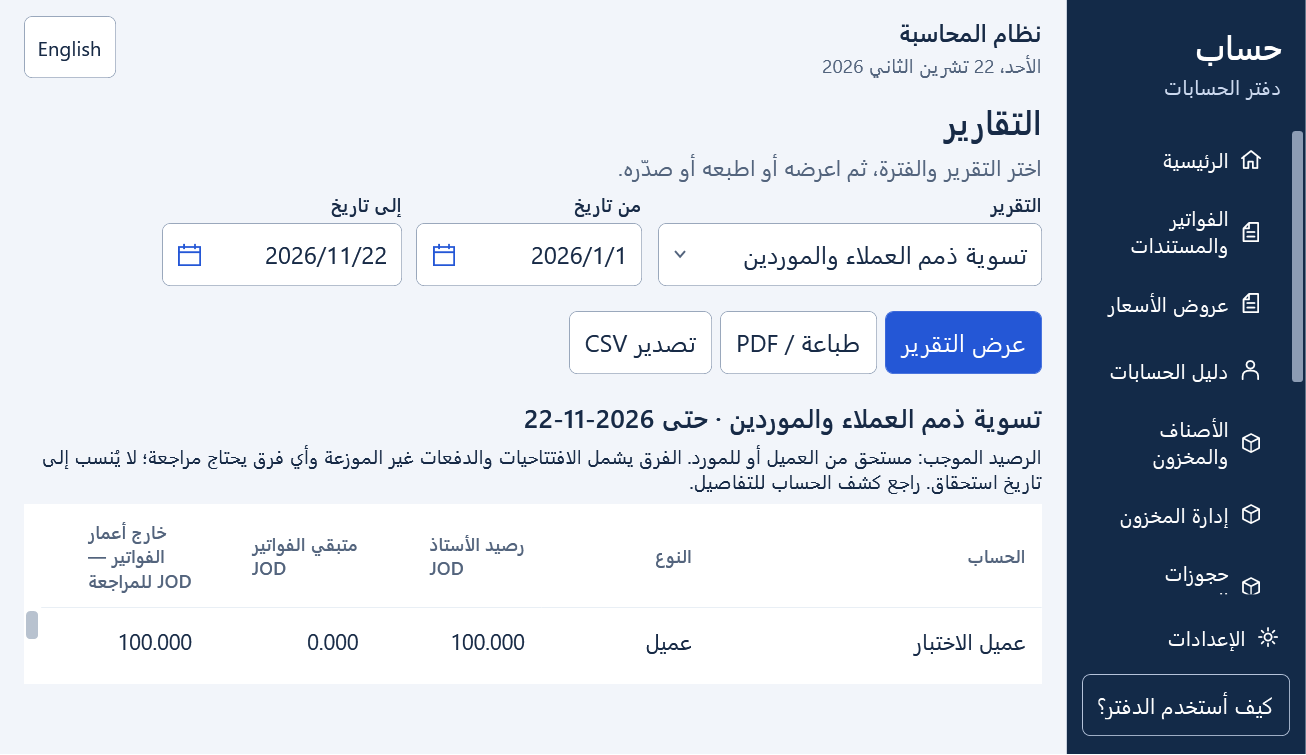 حساب
دفتر الحسابات
الرئيسية
الفواتير
والمستندات
عروض الأسعار
دليل الحسابات
الأصناف
والمخزون
إدارة المخزون
حجوزات
الإعدادات
كيف أستخدم الدفتر؟
نظام المحاسبة
الأحد، 22 تشرين الثاني 2026
English
التقارير
اختر التقرير والفترة، ثم اعرضه أو اطبعه أو صدّره.
التقرير
من تاريخ
إلى تاريخ
تسوية ذمم العملاء والموردين
2026/1/1
2026/11/22
عرض التقرير
طباعة / PDF
تصدير CSV
تسوية ذمم العملاء والموردين · حتى 2026-11-22
الرصيد الموجب: مستحق من العميل أو للمورد. الفرق يشمل الافتتاحيات والدفعات غير الموزعة وأي فرق يحتاج مراجعة؛ لا يُنسب إلى
تاريخ استحقاق. راجع كشف الحساب للتفاصيل.
الحساب
النوع
رصيد الأستاذ
JOD
متبقي الفواتير
JOD
خارج أعمار
الفواتير —
JOD للمراجعة
عميل الاختبار
عميل
100.000
0.000
100.000